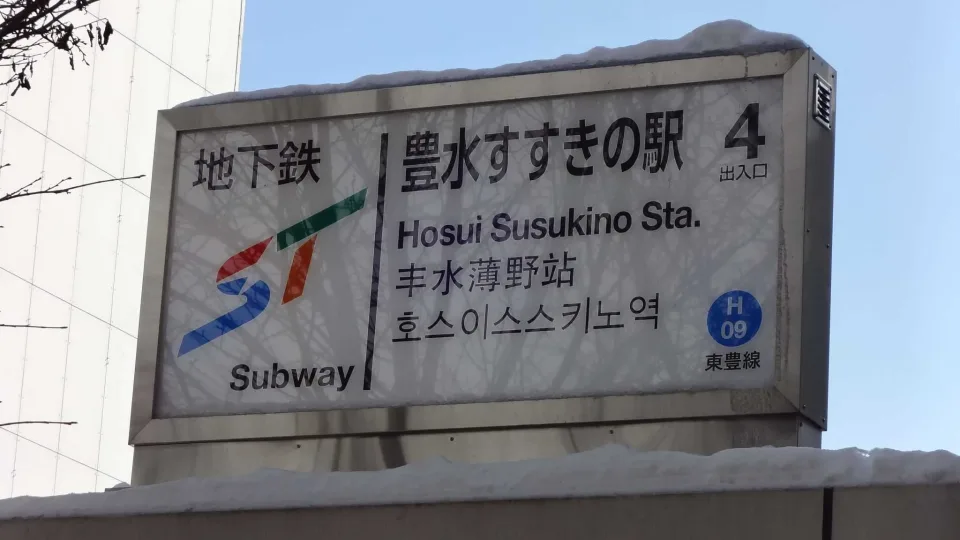 地下鉄
ST
Subway
豊水すすきの駅
Hosui Susukino Sta.
丰水薄野站
호스이스스키노역
4
出入口
H
09
東豊線